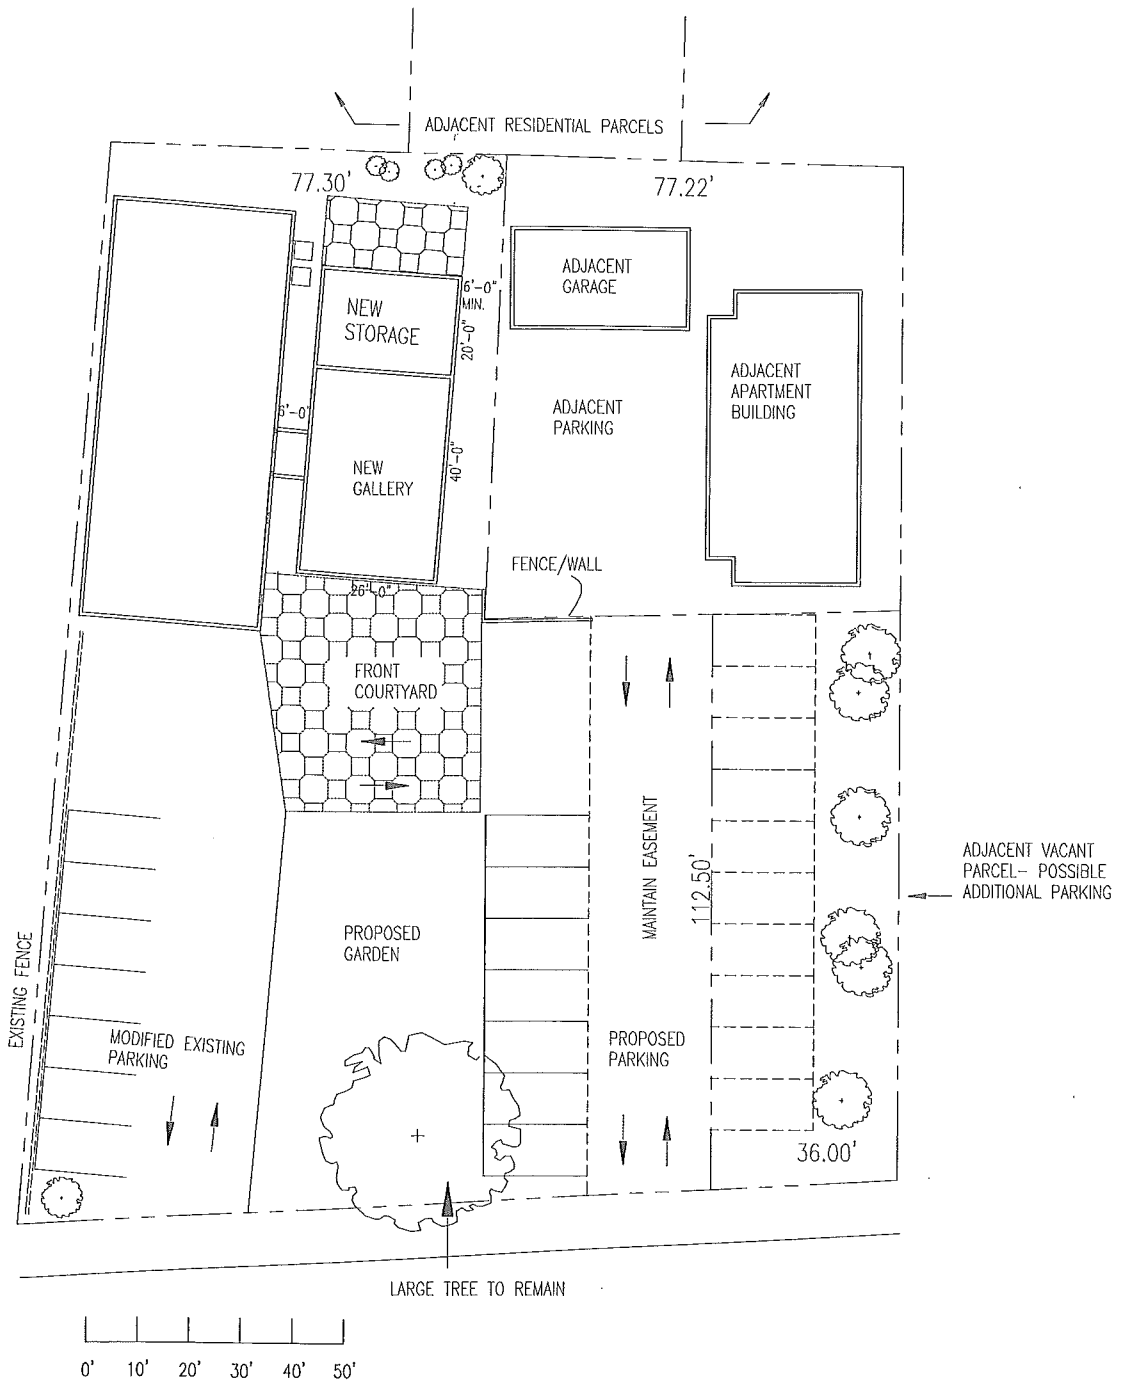 ADJACENT RESIDENTIAL PARCELS
77.30'
77.22'
ADJACENT
GARAGE
6'-0"
MIN.
NEW
STORAGE
20'-0"
ADJACENT
APARTMENT
BUILDING
6'-0"
ADJACENT
PARKING
NEW
GALLERY
40'-0"
FENCE/WALL
26'-0"
FRONT
COURTYARD
MAINTAIN EASEMENT
112.50'
ADJACENT VACANT
PARCEL- POSSIBLE
ADDITIONAL PARKING
PROPOSED
GARDEN
EXISTING FENCE
MODIFIED EXISTING
PARKING
PROPOSED
PARKING
36.00'
LARGE TREE TO REMAIN
0' 10' 20' 30' 40' 50'